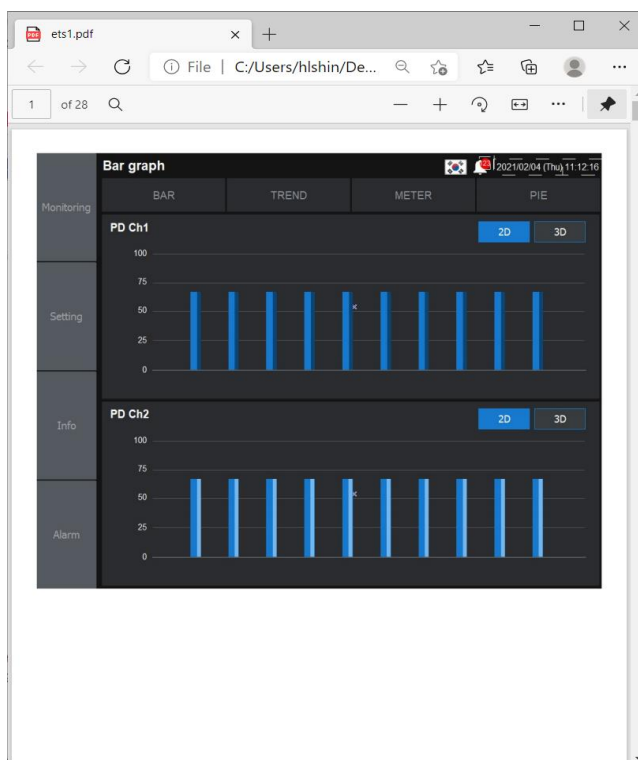 ets1.pdf
File | C:/Users/hlshin/De...
1 of 28
Bar graph
23
2021/02/04 (Thu) 11:12:16
Monitoring
BAR TREND METER PIE
PD Ch1
2D 3D
100
75
50
25
0
Setting
Info
PD Ch2
2D 3D
100
75
50
25
0
Alarm